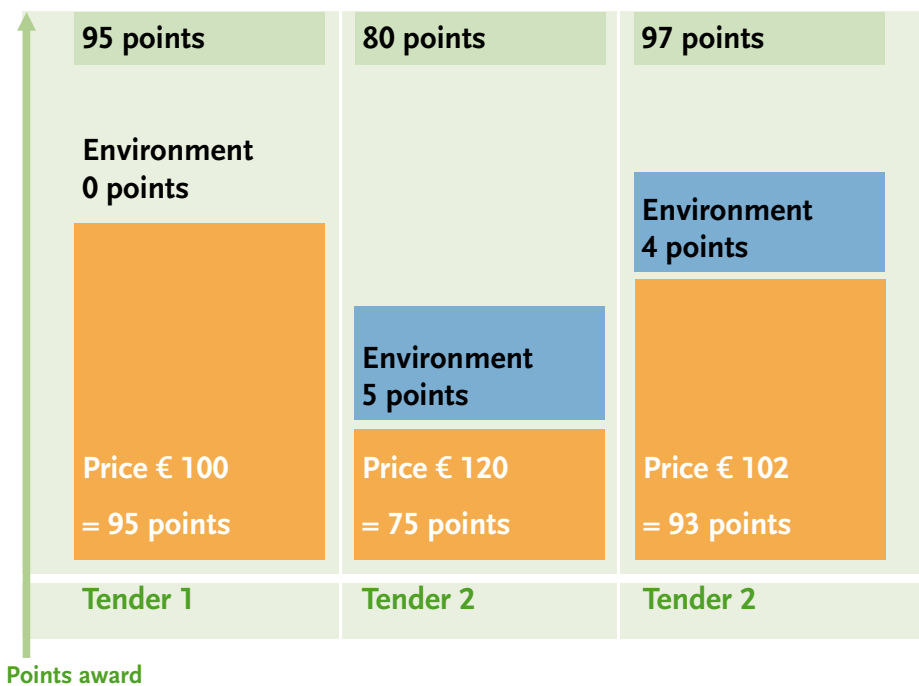 95 points
Environment
0 points
Price € 100
= 95 points
Tender 1
80 points
Environment
5 points
Price € 120
= 75 points
Tender 2
97 points
Environment
4 points
Price € 102
= 93 points
Tender 2
Points award